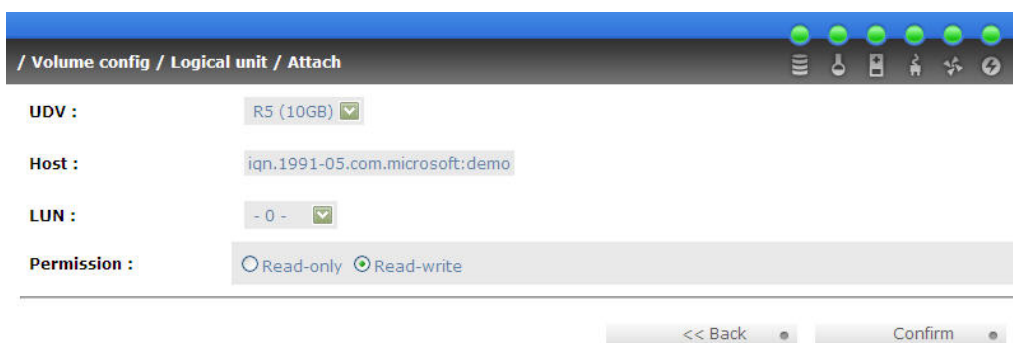 / Volume config / Logical unit / Attach
UDV : R5 (10GB)
Host : iqn.1991-05.com.microsoft:demo
LUN : - 0 -
Permission : Read-only Read-write
<< Back Confirm